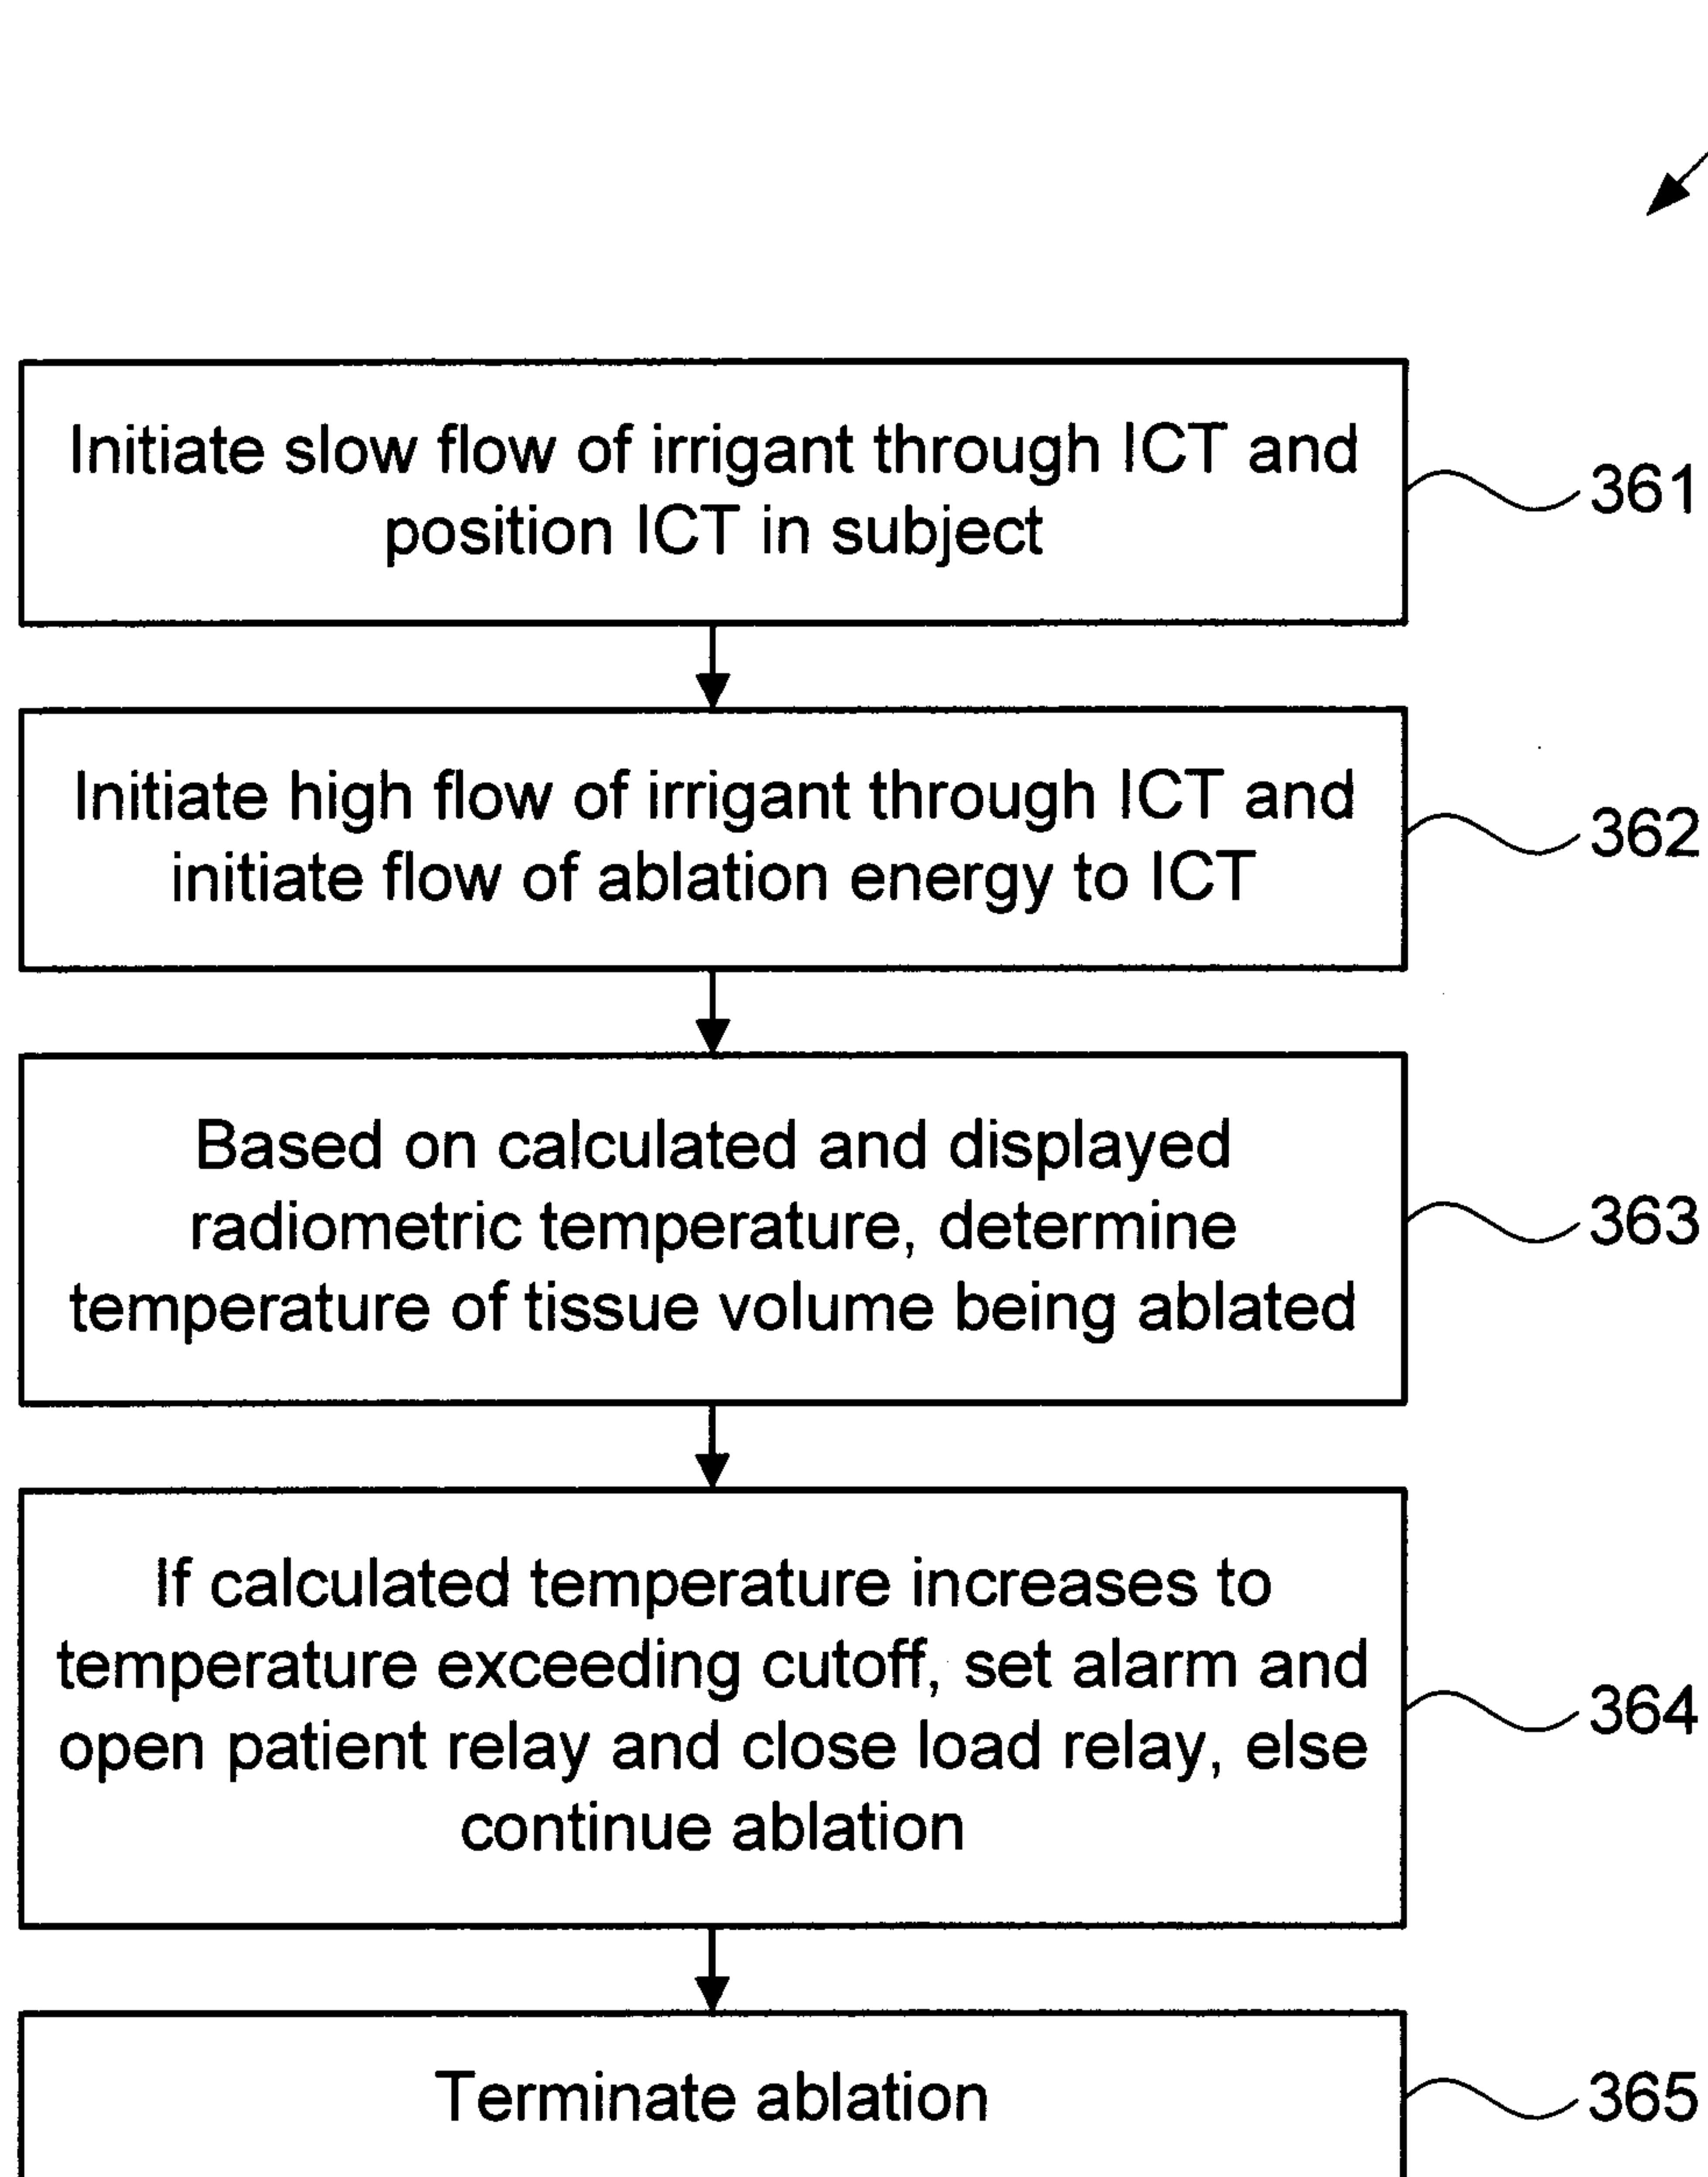 Initiate slow flow of irrigant through ICT and
position ICT in subject
361
Initiate high flow of irrigant through ICT and
initiate flow of ablation energy to ICT
362
Based on calculated and displayed
radiometric temperature, determine
temperature of tissue volume being ablated
363
If calculated temperature increases to
temperature exceeding cutoff, set alarm and
open patient relay and close load relay, else
continue ablation
364
Terminate ablation
365